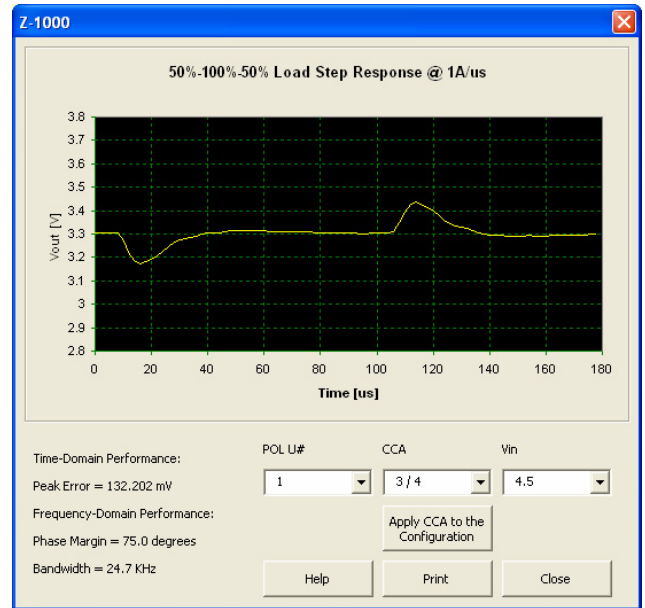 Z-1000
50%-100%-50% Load Step Response @ 1A/us
3.8
3.7
3.6
3.5
3.4
3.3
3.2
3.1
3
2.9
2.8
Vout [V]
0 20 40 60 80 100 120 140 160 180
Time [us]
Time-Domain Performance:
Peak Error = 132.202 mV
Frequency-Domain Performance:
Phase Margin = 75.0 degrees
Bandwidth = 24.7 KHz
POL U# CCA Vin
1 3 / 4 4.5
Apply CCA to the
Configuration
Help Print Close